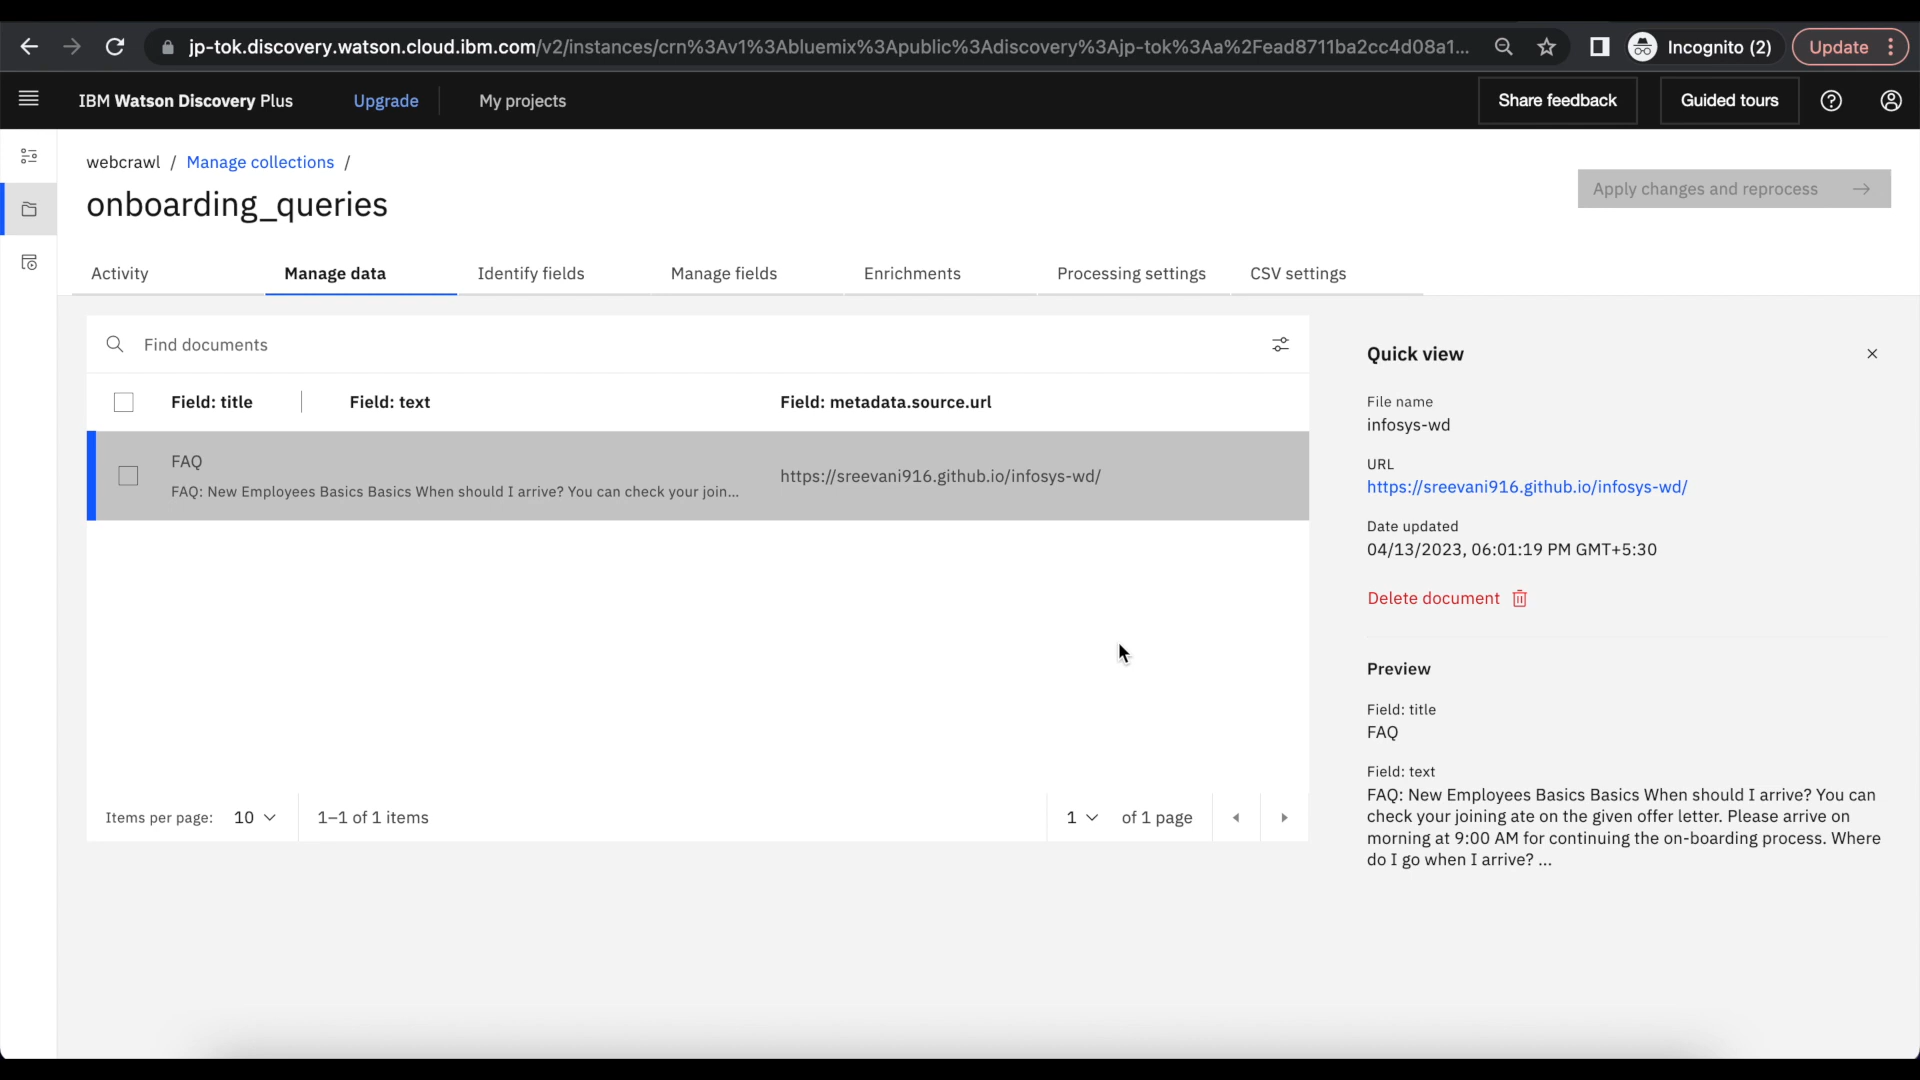 jp-tok.discovery.watson.cloud.ibm.com/v2/instances/crn%3Av1%3Abluemix%3Apublic%3Adiscovery%3Ajp-tok%3Aa%2Fead8711ba2cc4d08a1...
Incognito (2)
Update
IBM Watson Discovery Plus
Upgrade
My projects
Share feedback
Guided tours
webcrawl / Manage collections /
onboarding_queries
Apply changes and reprocess
Activity
Manage data
Identify fields
Manage fields
Enrichments
Processing settings
CSV settings
Find documents
Field: title
Field: text
Field: metadata.source.url
FAQ
FAQ: New Employees Basics Basics When should I arrive? You can check your join...
https://sreevani916.github.io/infosys-wd/
Items per page: 10
1–1 of 1 items
1 of 1 page
Quick view
File name
infosys-wd
URL
https://sreevani916.github.io/infosys-wd/
Date updated
04/13/2023, 06:01:19 PM GMT+5:30
Delete document
Preview
Field: title
FAQ
Field: text
FAQ: New Employees Basics Basics When should I arrive? You can
check your joining ate on the given offer letter. Please arrive on
morning at 9:00 AM for continuing the on-boarding process. Where
do I go when I arrive? ...